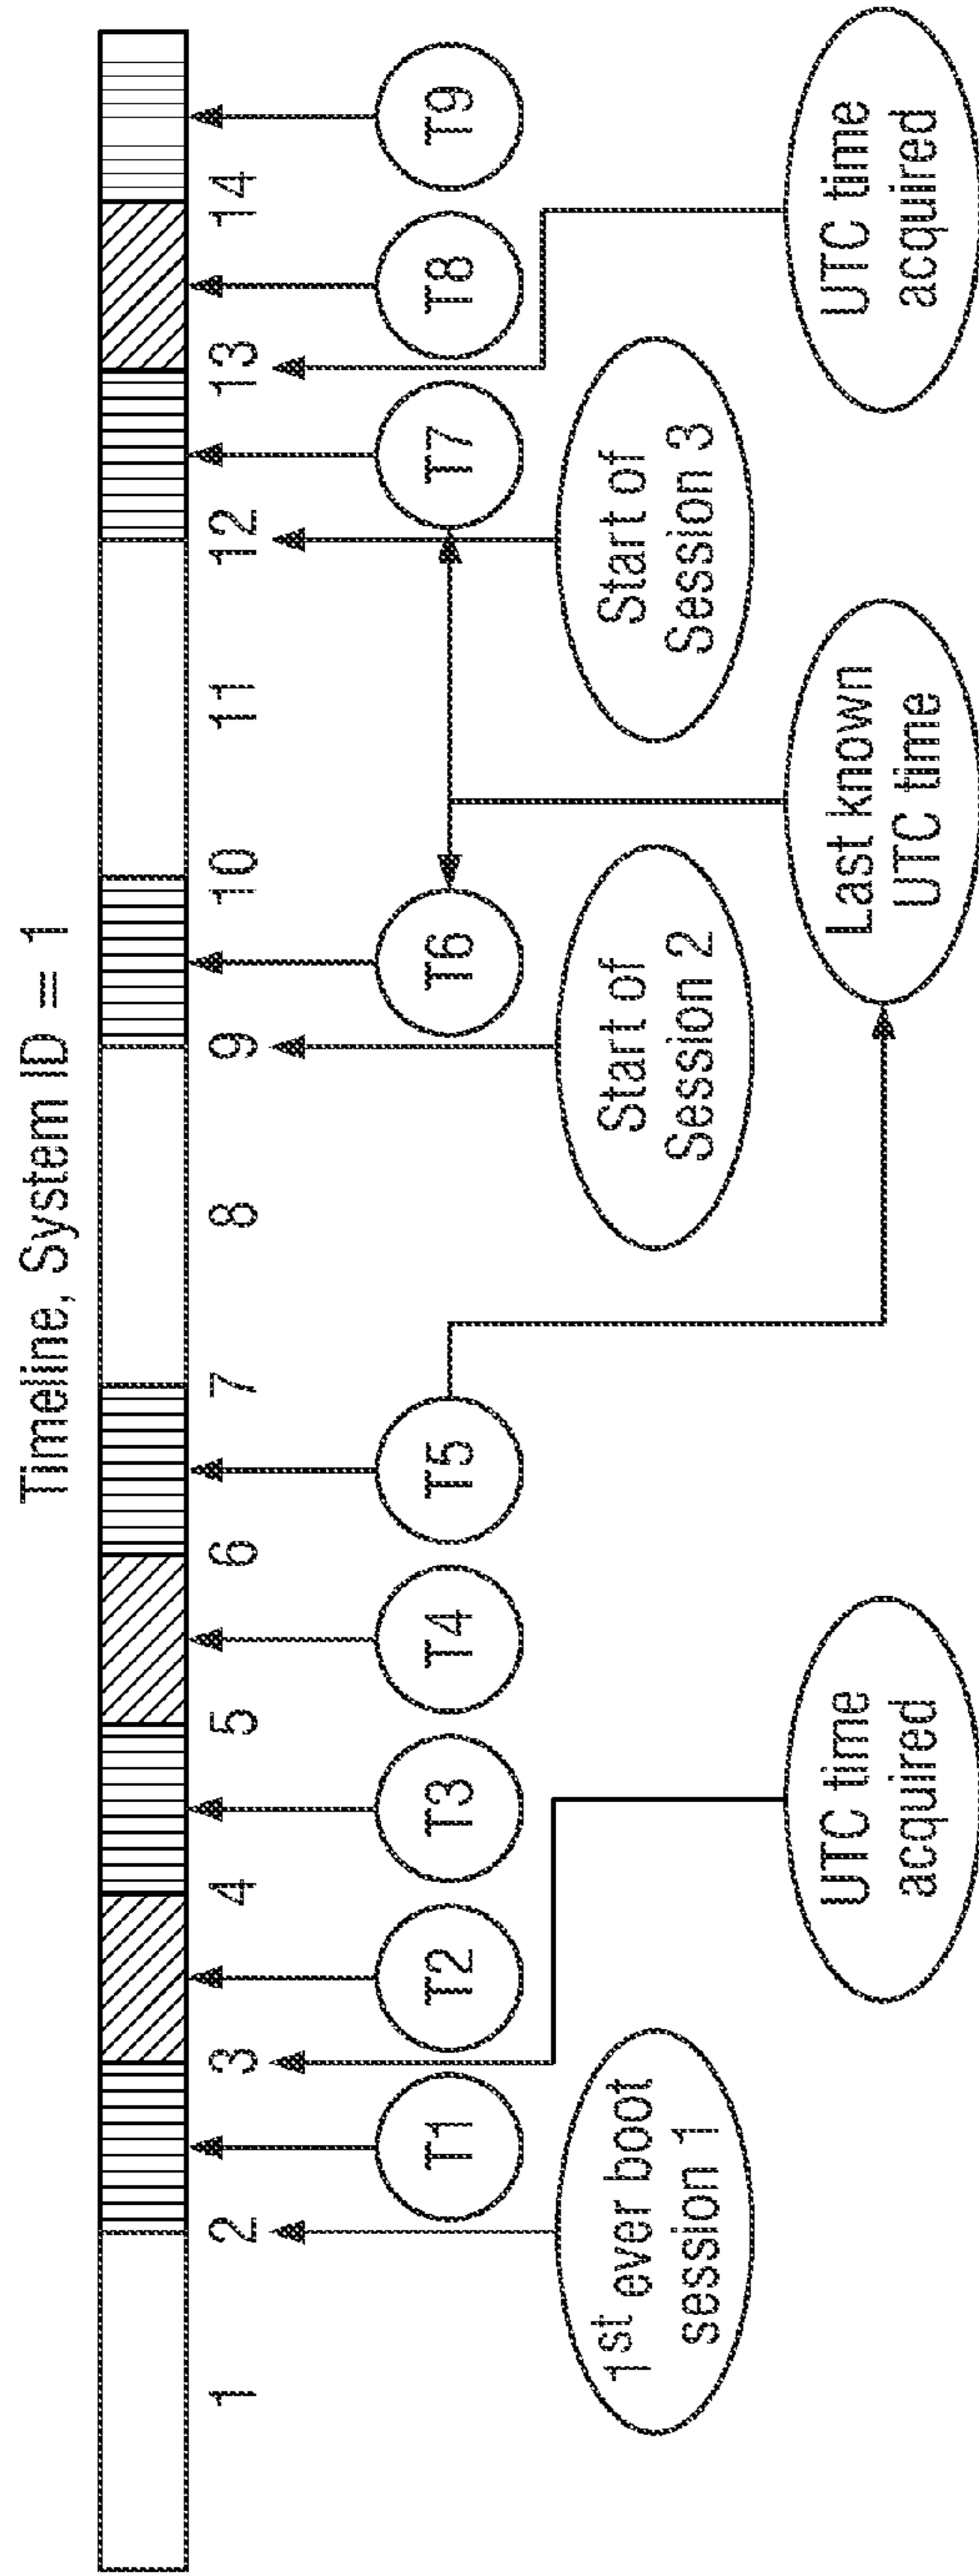 Timeline, System ID = 1
1 2 3 4 5 6 7 8 9 10 11 12 13 14
T1 T2 T3 T4 T5 T6 T7 T8 T9
1st ever boot
session 1
Start of
Session 2
Start of
Session 3
UTC time
acquired
Last known
UTC time
UTC time
acquired